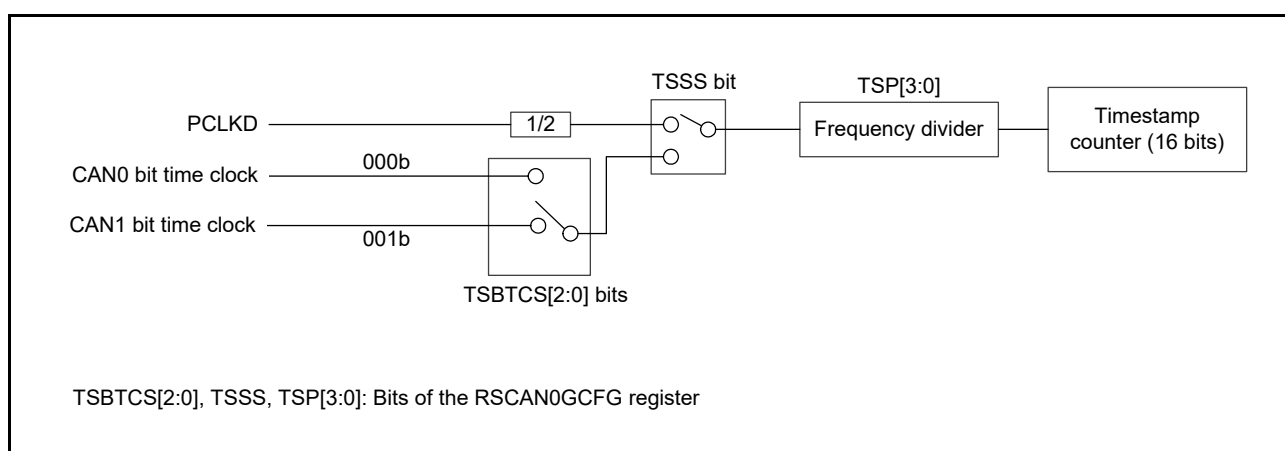 TSSS bit
TSP[3:0]
PCLKD
1/2
Frequency divider
Timestamp
counter (16 bits)
CAN0 bit time clock
000b
CAN1 bit time clock
001b
TSBTCS[2:0] bits
TSBTCS[2:0], TSSS, TSP[3:0]: Bits of the RSCAN0GCFG register